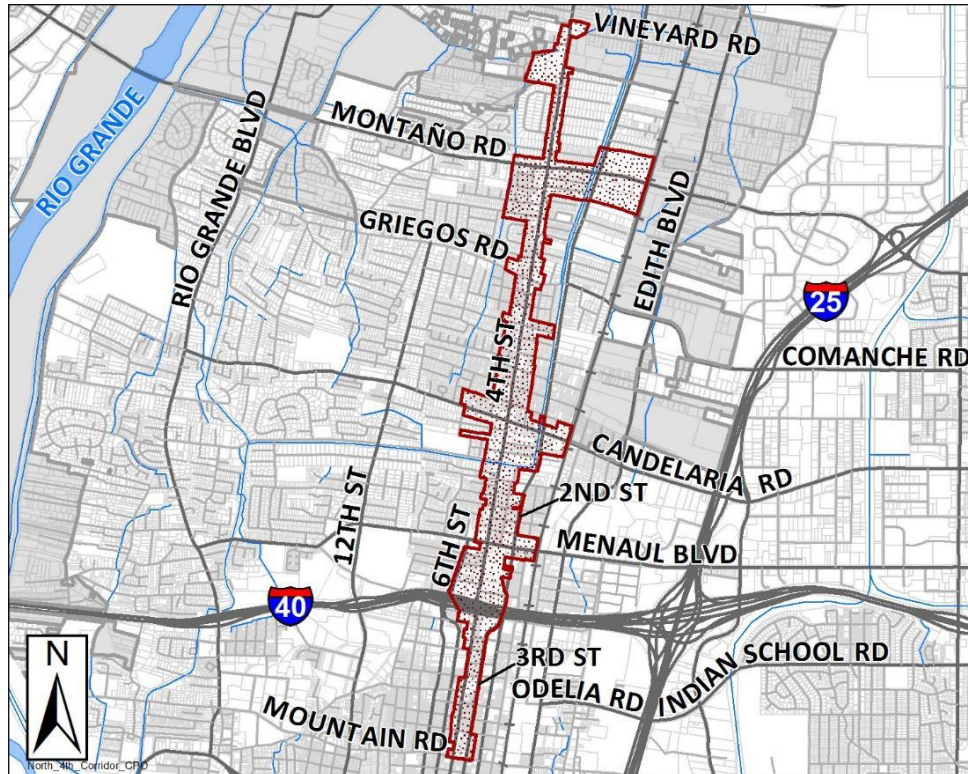 VINEYARD RD
RIO GRANDE
RIO GRANDE BLVD
MONTAÑO RD
GRIEGOS RD
EDITH BLVD
25
COMANCHE RD
4TH ST
CANDELARIA RD
12TH ST
6TH ST
2ND ST
MENAUL BLVD
40
3RD ST
ODELIA RD
INDIAN SCHOOL RD
MOUNTAIN RD
N
North_4th_Corridor_CPO